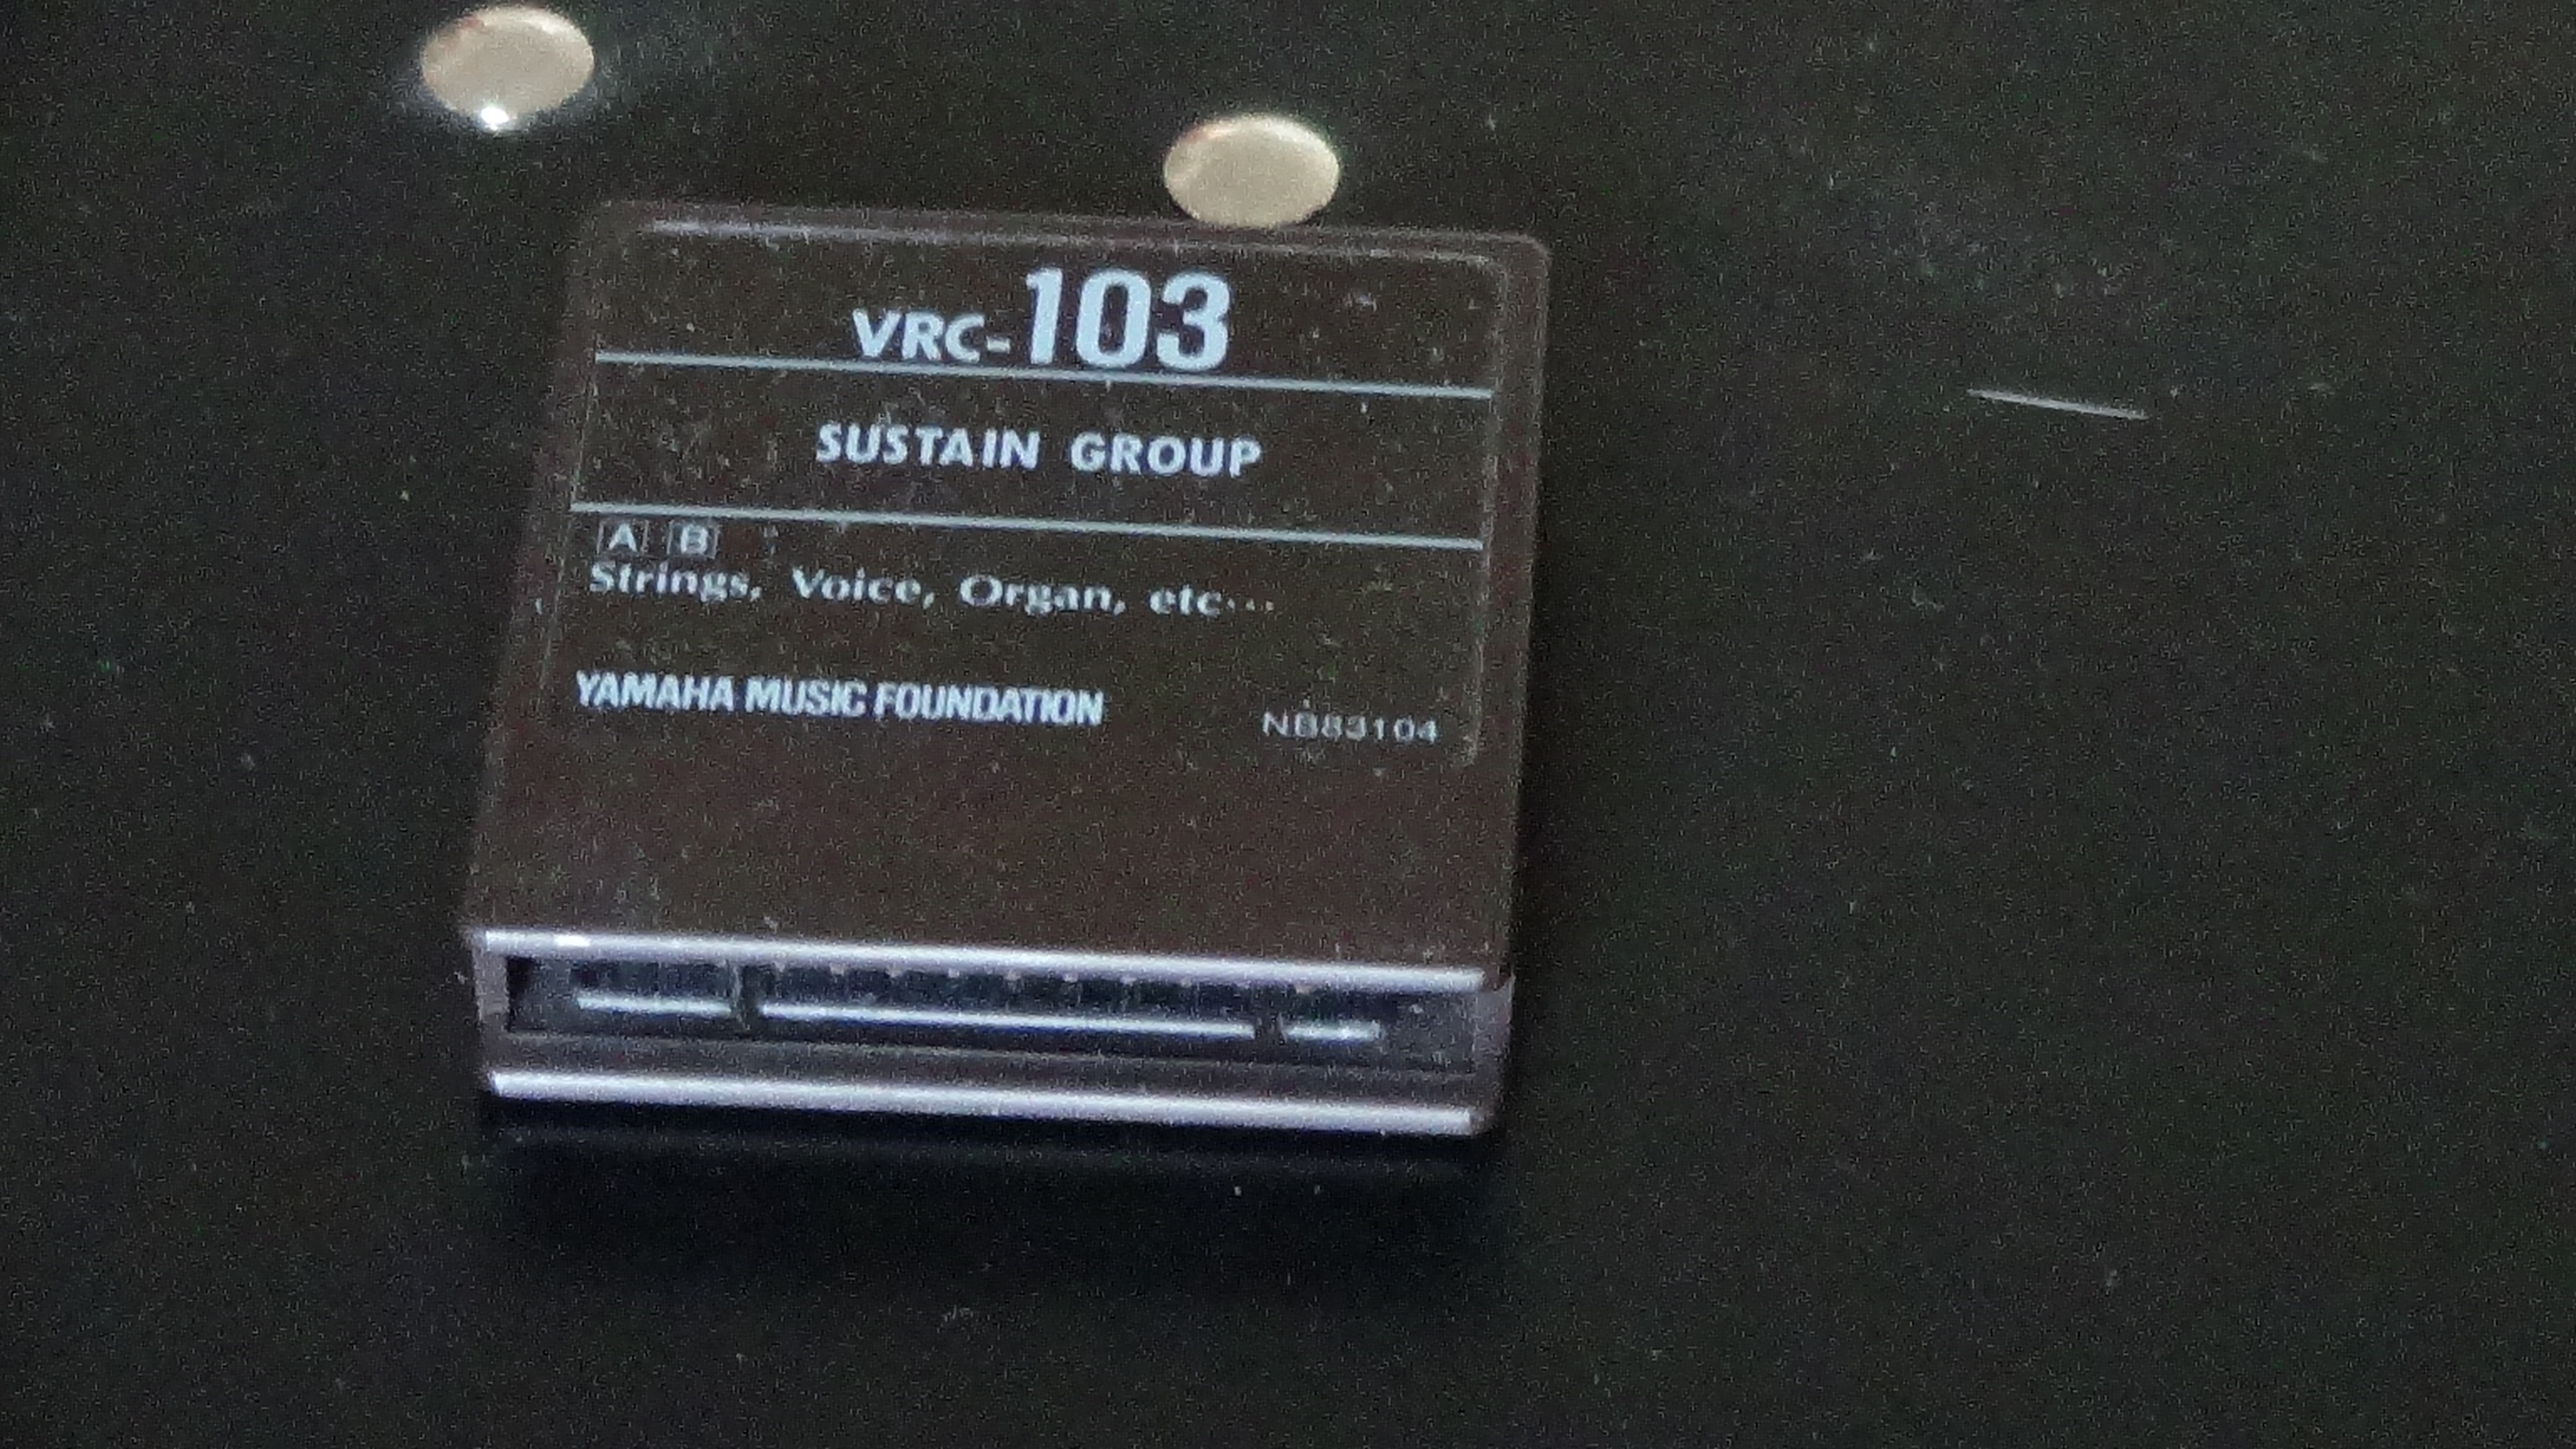 VRC-103
SUSTAIN GROUP
A B
Strings, Voice, Organ, etc···
YAMAHA MUSIC FOUNDATION
NB83104